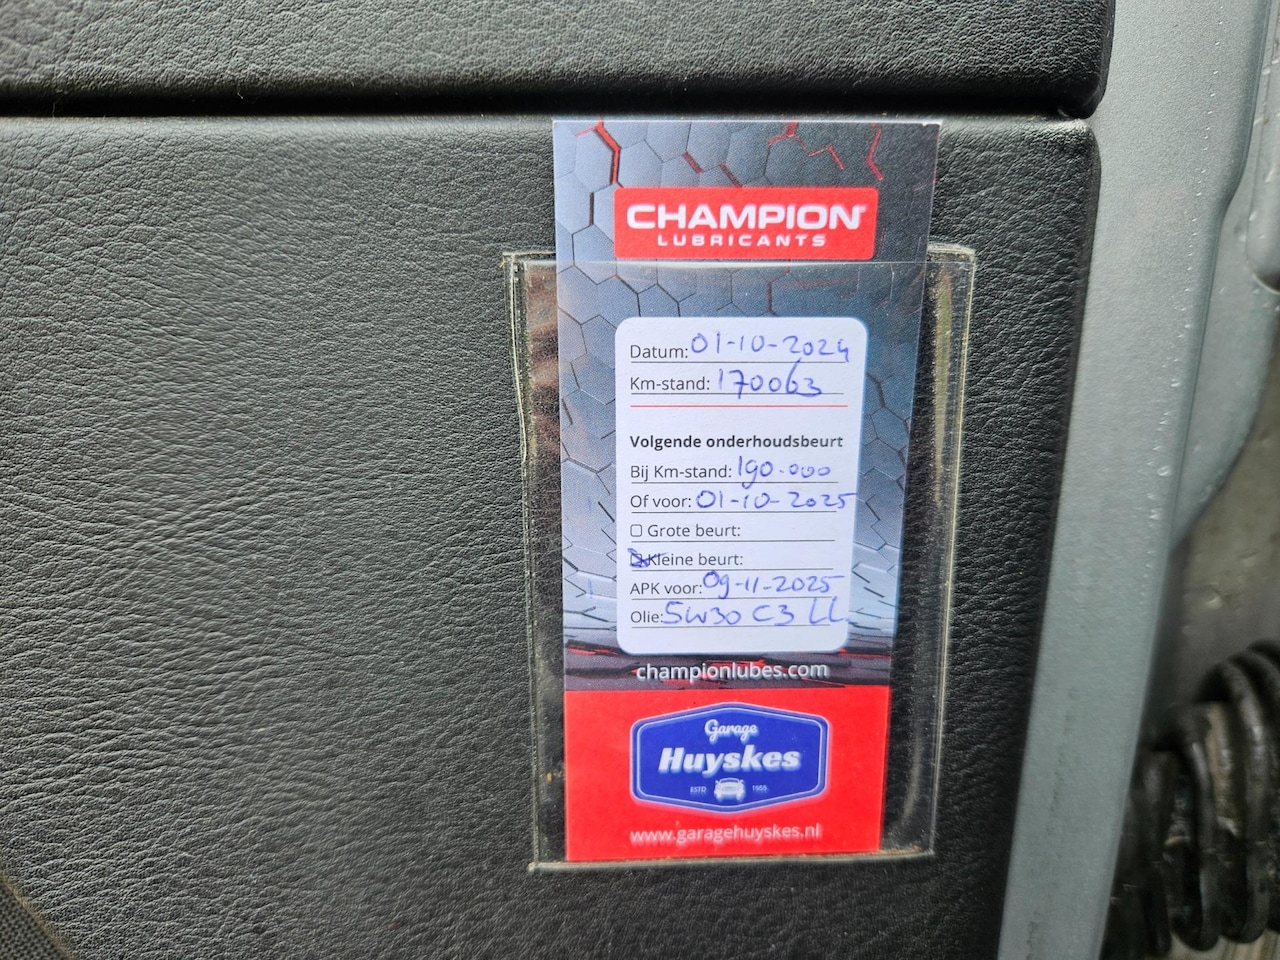 CHAMPION®
LUBRICANTS
Datum: 01-10-2024
Km-stand: 170063
Volgende onderhoudsbeurt
Bij Km-stand: 190.000
Of voor: 01-10-2025
Grote beurt:
Kleine beurt:
APK voor: 09-11-2025
Olie: 5W30 C3 LL
championlubes.com
Garage
Huyskes
ESTD 1955
www.garagehuyskes.nl